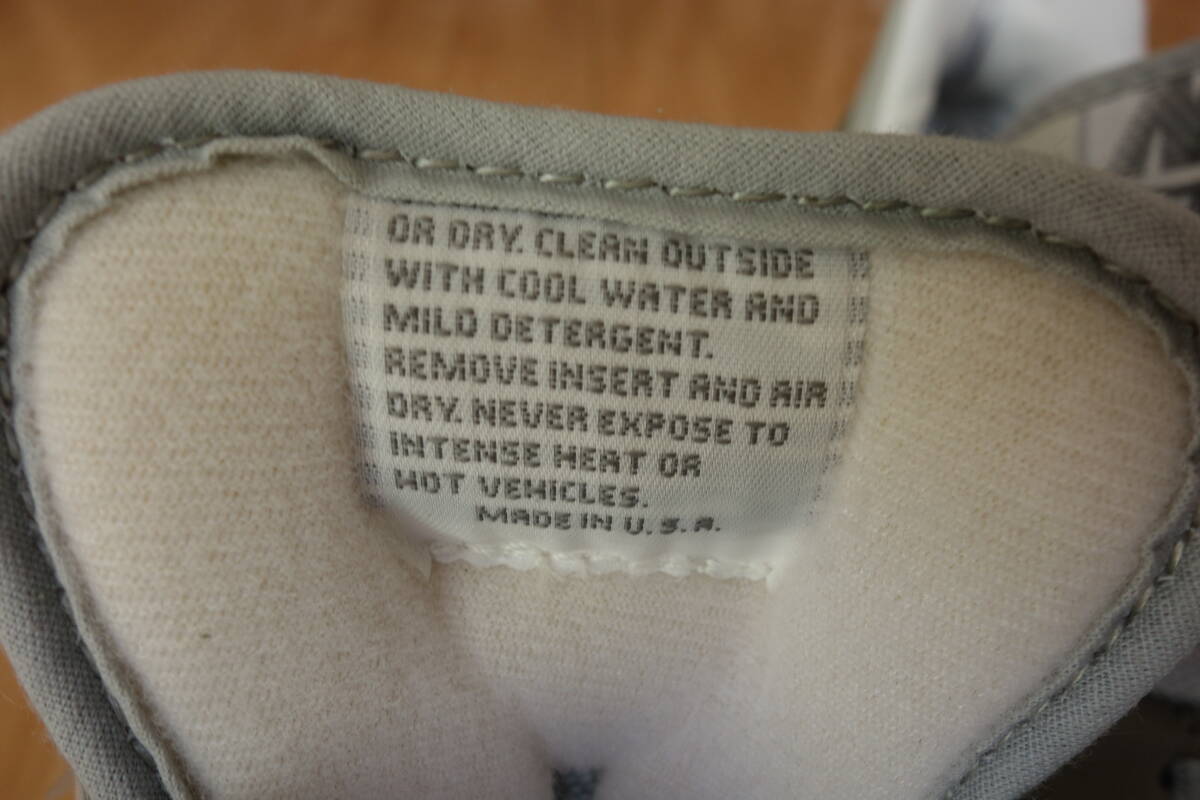 OR DRY. CLEAN OUTSIDE
WITH COOL WATER AND
MILD DETERGENT.
REMOVE INSERT AND AIR
DRY. NEVER EXPOSE TO
INTENSE HEAT OR
HOT VEHICLES.
MADE IN U.S.A.